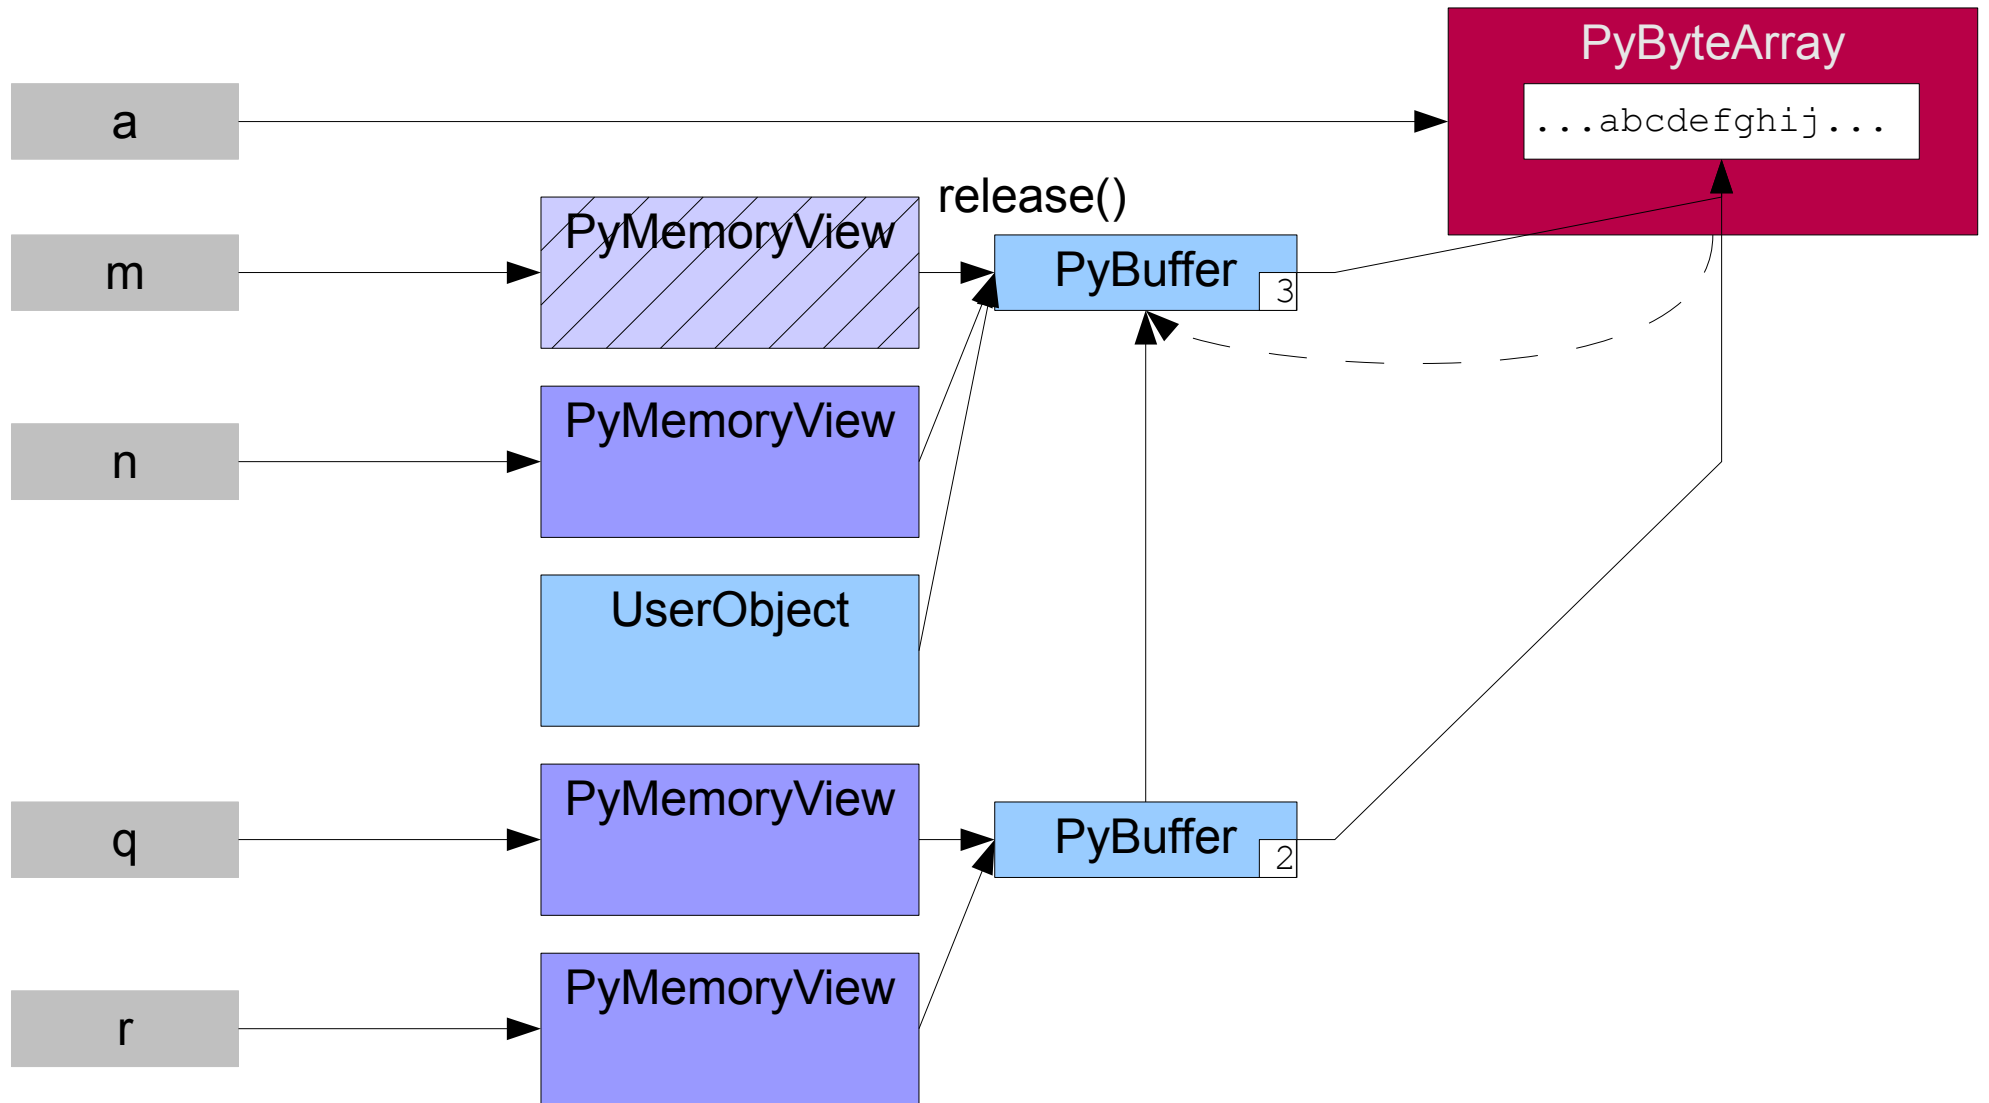 PyByteArray
a
...abcdefghij...
release()
PyMemoryView
m
PyBuffer
3
PyMemoryView
n
UserObject
PyMemoryView
q
PyBuffer
2
PyMemoryView
r